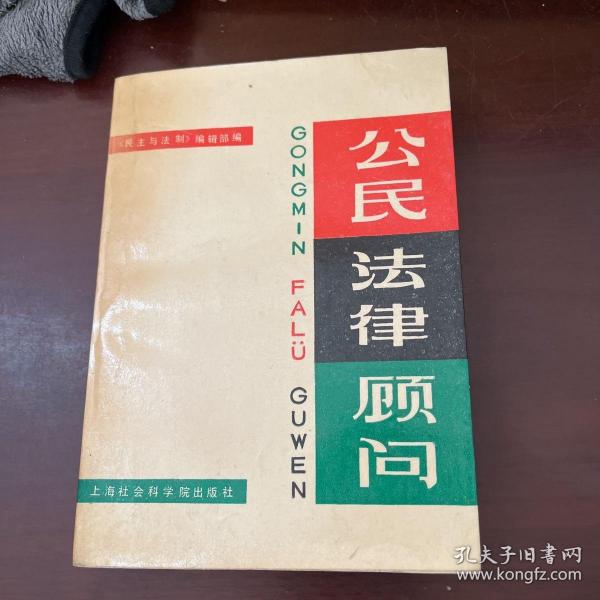 《民主与法制》编辑部编
公民
法律
顾问
GONGMIN FALÜ GUWEN
上海社会科学院出版社
孔夫子旧书网
www.kongfz.com